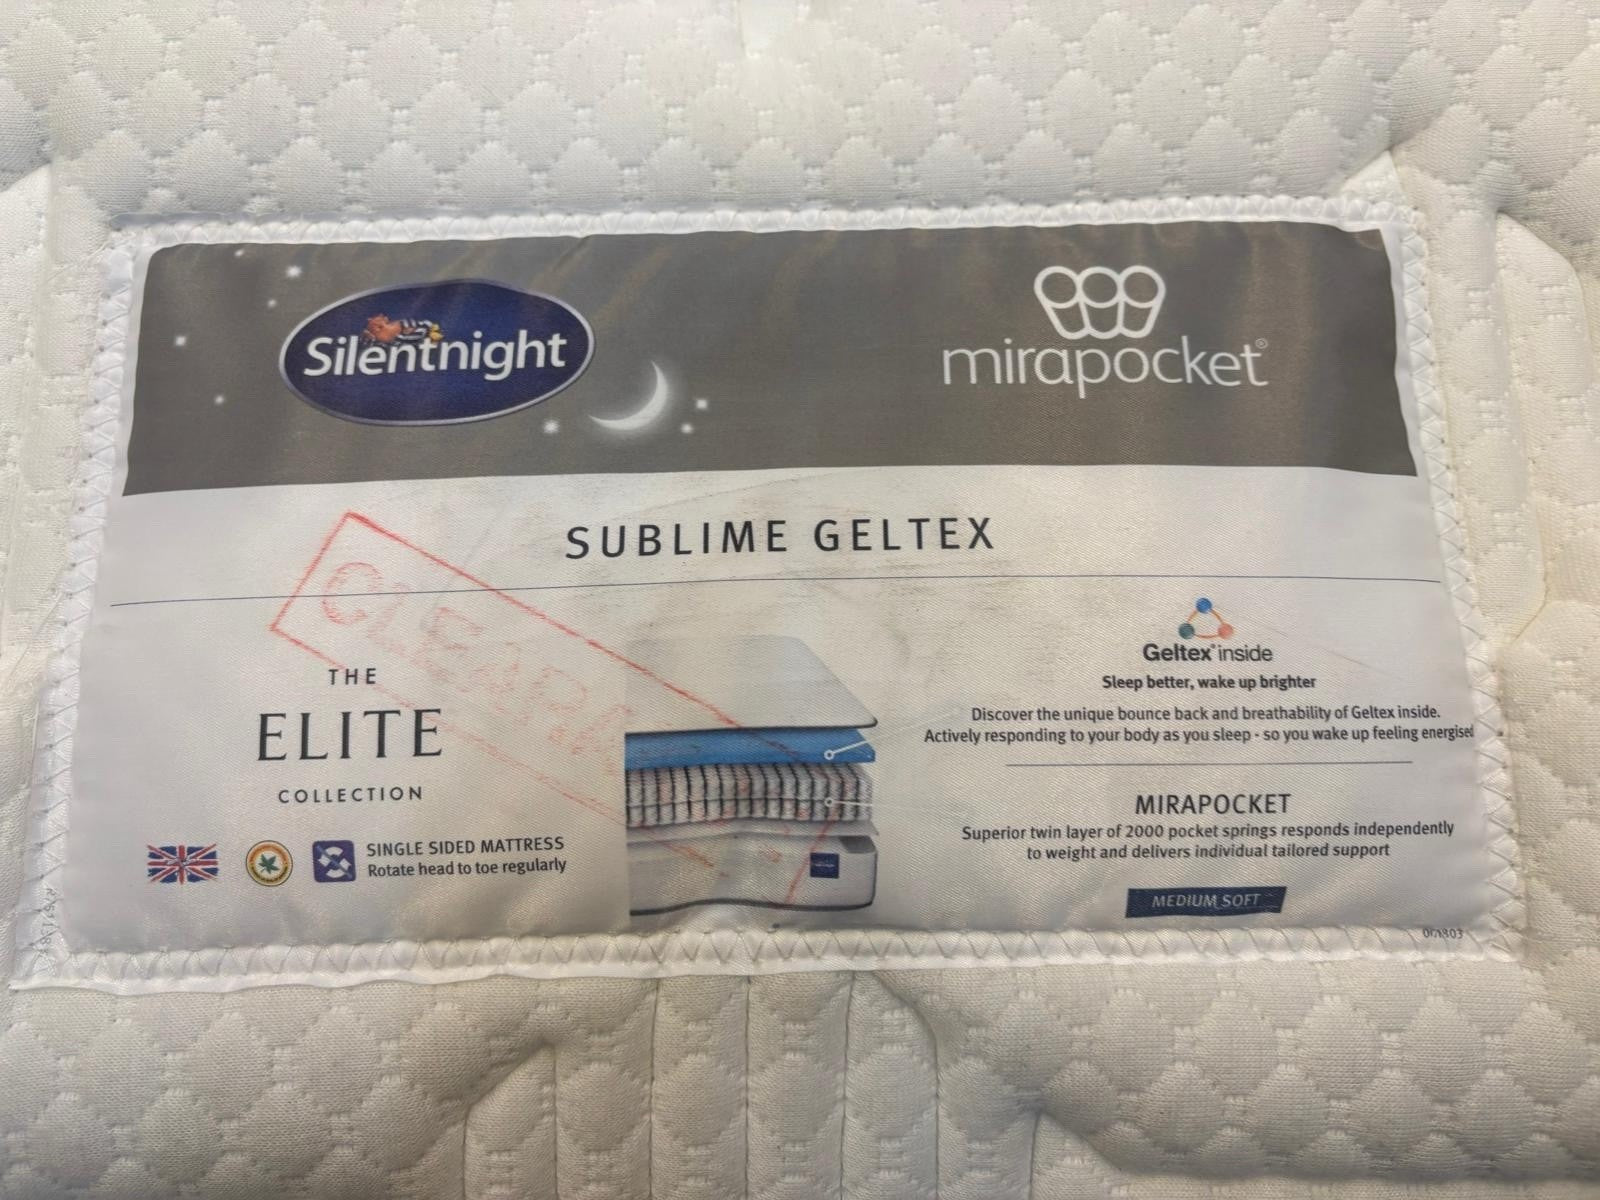 Silentnight
mirapocket®
SUBLIME GELTEX
THE
ELITE
COLLECTION
SINGLE SIDED MATTRESS
Rotate head to toe regularly
Geltex® inside
Sleep better, wake up brighter
Discover the unique bounce back and breathability of Geltex inside.
Actively responding to your body as you sleep - so you wake up feeling energised
MIRAPOCKET
Superior twin layer of 2000 pocket springs responds independently
to weight and delivers individual tailored support
MEDIUM SOFT